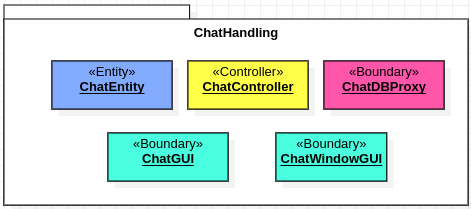 ChatHandling
«Entity»
ChatEntity
«Controller»
ChatController
«Boundary»
ChatDBProxy
«Boundary»
ChatGUI
«Boundary»
ChatWindowGUI